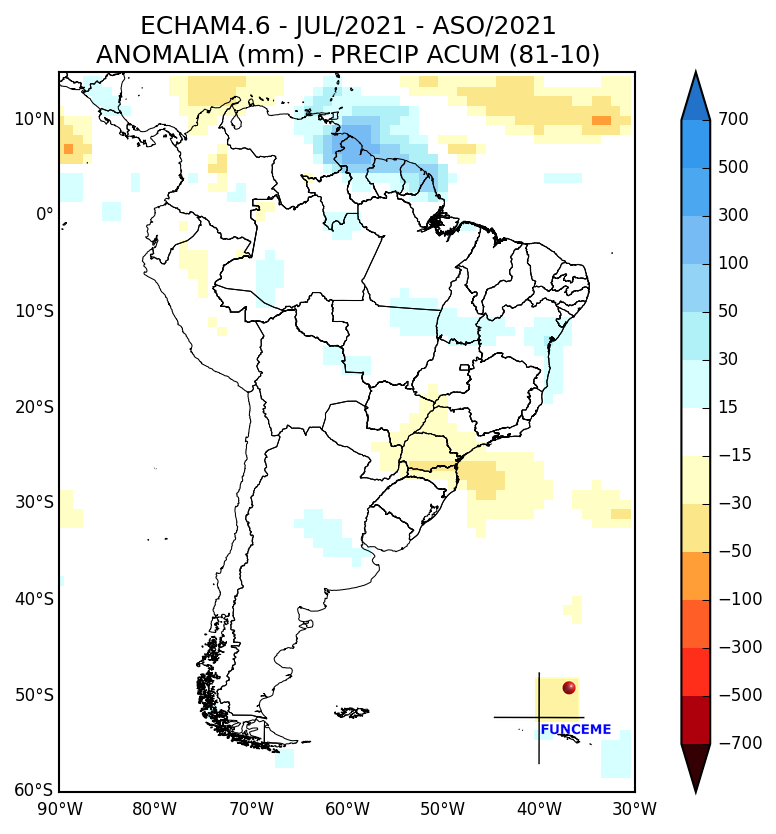 ECHAM4.6 - JUL/2021 - ASO/2021
ANOMALIA (mm) - PRECIP ACUM (81-10)
10°N
0°
10°S
20°S
30°S
40°S
50°S
60°S
90°W 80°W 70°W 60°W 50°W 40°W 30°W
700
500
300
100
50
30
15
−15
−30
−50
−100
−300
−500
−700
FUNCEME